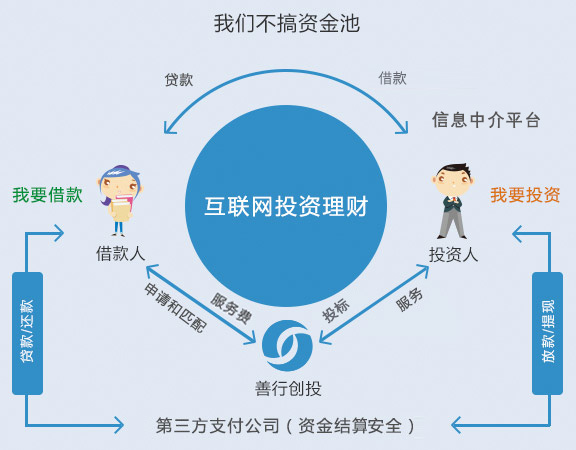 我们不搞资金池
贷款
借款
信息中介平台
我要借款
互联网投资理财
我要投资
借款人
投资人
申请和匹配
服务费
投标
服务
贷款/还款
放款/提现
善行创投
第三方支付公司（资金结算安全）